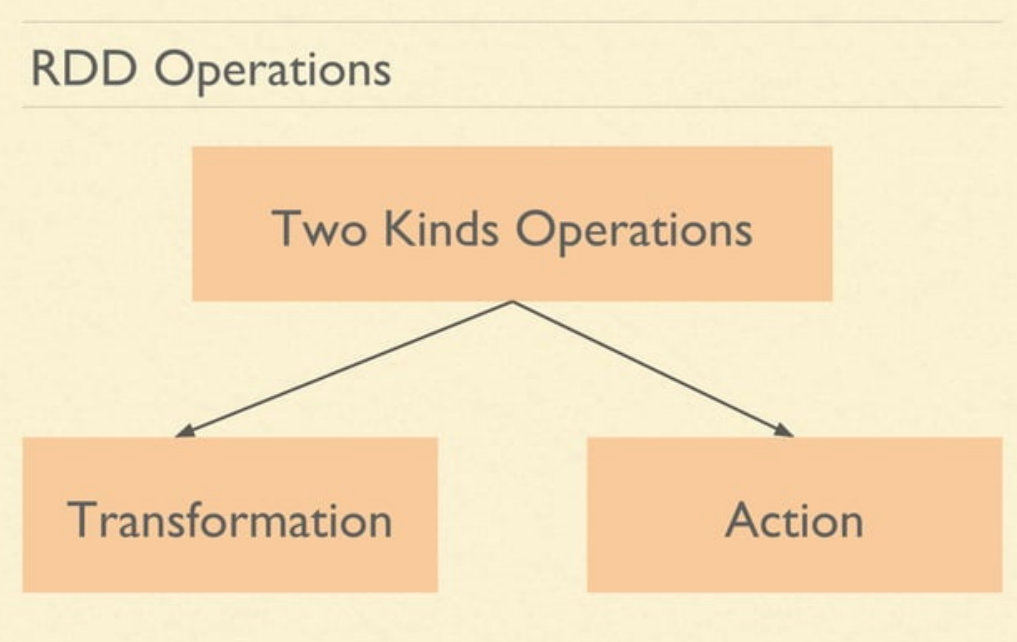 RDD Operations
Two Kinds Operations
Transformation
Action